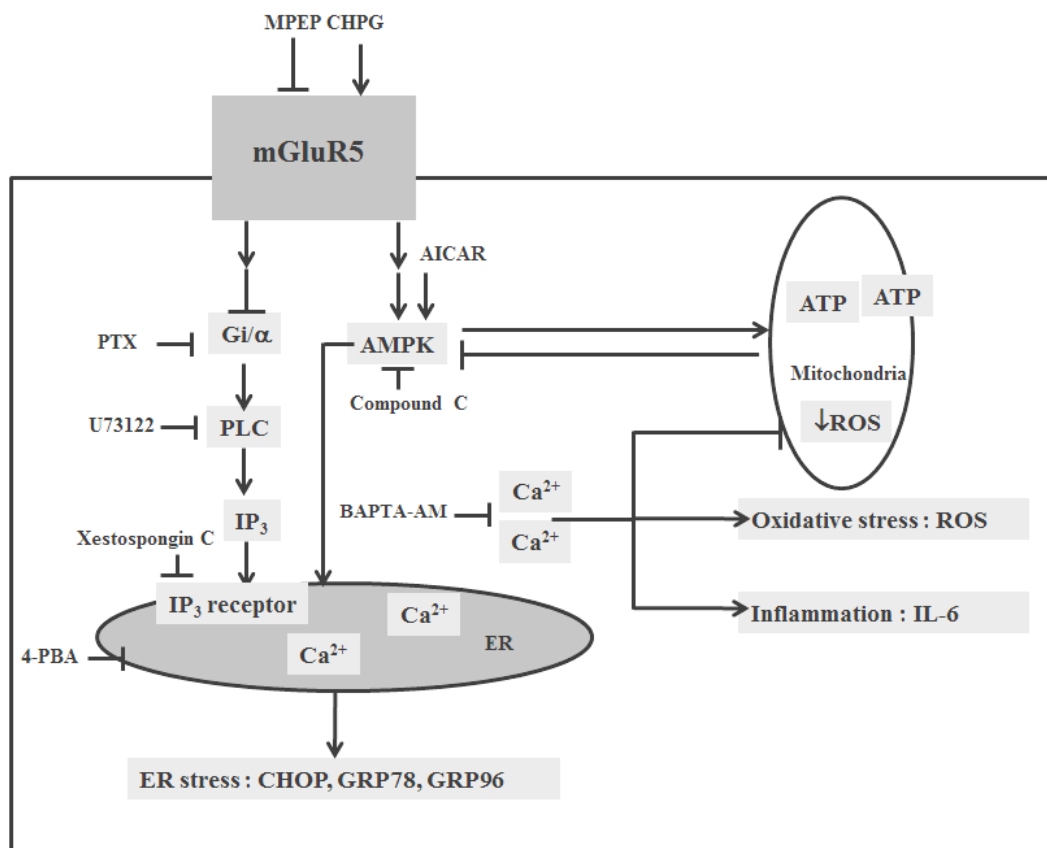 MPEP CHPG
mGluR5
AICAR
ATP
ATP
PTX
Gi/α
AMPK
Mitochondria
Compound C
U73122
PLC
↓ROS
Ca²⁺
BAPTA-AM
IP₃
Ca²⁺
Oxidative stress : ROS
Xestospongin C
IP₃ receptor
Ca²⁺
Inflammation : IL-6
ER
4-PBA
Ca²⁺
ER stress : CHOP, GRP78, GRP96